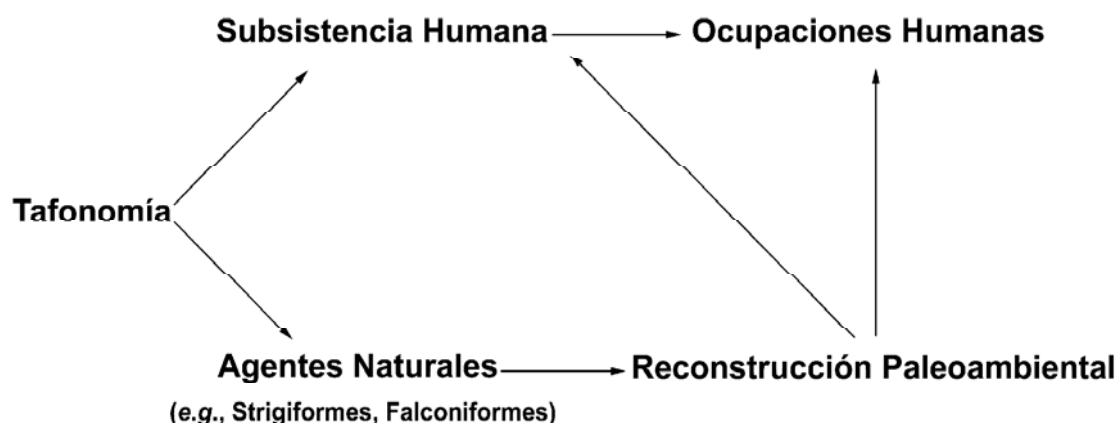 Subsistencia Humana
Ocupaciones Humanas
Tafonomía
Agentes Naturales
Reconstrucción Paleoambiental
(e.g., Strigiformes, Falconiformes)